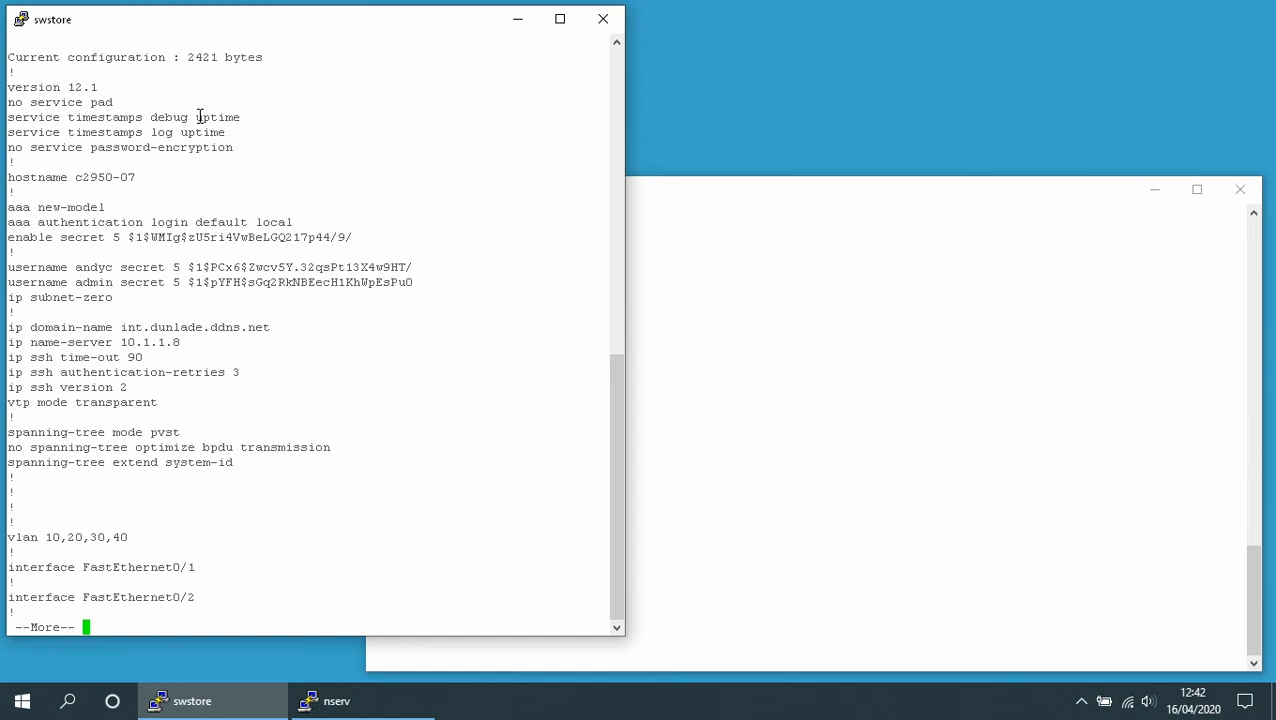 swstore
Current configuration : 2421 bytes
!
version 12.1
no service pad
service timestamps debug uptime
service timestamps log uptime
no service password-encryption
!
hostname c2950-07
!
aaa new-model
aaa authentication login default local
enable secret 5 $1$WMIg$zU5ri4VwBeLGQ217p44/9/
!
username andyc secret 5 $1$PCx6$Zwcv5Y.32qsPt13X4w9HT/
username admin secret 5 $1$pYFH$sGq2RkNBEecH1KhWpEsPu0
ip subnet-zero
!
ip domain-name int.dunlade.ddns.net
ip name-server 10.1.1.8
ip ssh time-out 90
ip ssh authentication-retries 3
ip ssh version 2
vtp mode transparent
!
spanning-tree mode pvst
no spanning-tree optimize bpdu transmission
spanning-tree extend system-id
!
!
!
!
vlan 10,20,30,40
!
interface FastEthernet0/1
!
interface FastEthernet0/2
!
--More--
swstore
nserv
12:42
16/04/2020